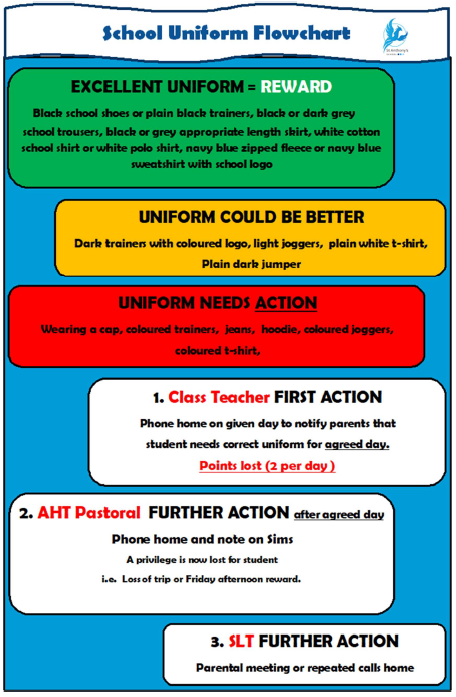 School Uniform Flowchart
EXCELLENT UNIFORM = REWARD
Black school shoes or plain black trainers, black or dark grey
school trousers, black or grey appropriate length skirt, white cotton
school shirt or white polo shirt, navy blue zipped fleece or navy blue
sweatshirt with school logo
UNIFORM COULD BE BETTER
Dark trainers with coloured logo, light joggers, plain white t-shirt,
Plain dark jumper
UNIFORM NEEDS ACTION
Wearing a cap, coloured trainers, jeans, hoodie, coloured joggers,
coloured t-shirt,
1. Class Teacher FIRST ACTION
Phone home on given day to notify parents that
student needs correct uniform for agreed day.
Points lost (2 per day )
2. AHT Pastoral FURTHER ACTION after agreed day
Phone home and note on Sims
A privilege is now lost for student
i..e. Loss of trip or Friday afternoon reward.
3. SLT FURTHER ACTION
Parental meeting or repeated calls home